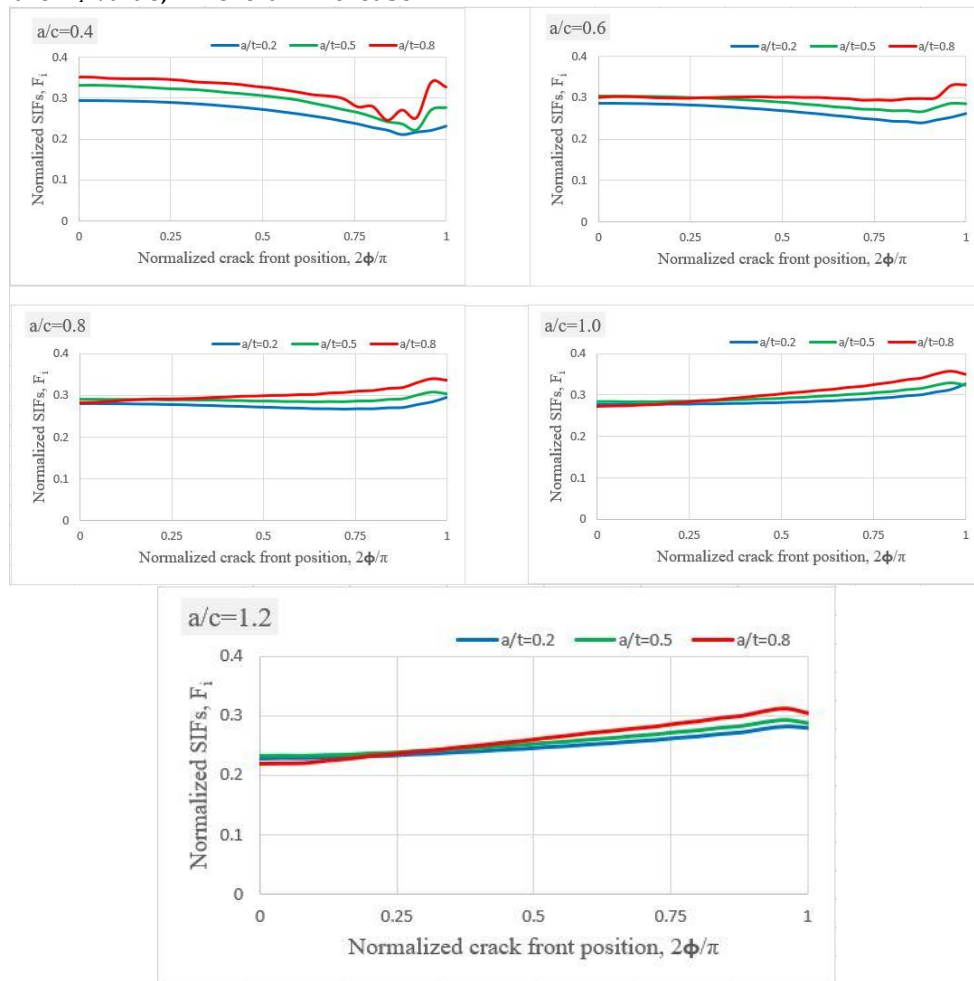 a/c=0.4
a/t=0.2 a/t=0.5 a/t=0.8
Normalized SIFs, Fᵢ
0.4
0.3
0.2
0.1
0
0 0.25 0.5 0.75 1
Normalized crack front position, 2ϕ/π
a/c=0.6
a/t=0.2 a/t=0.5 a/t=0.8
Normalized SIFs, Fᵢ
0.4
0.3
0.2
0.1
0
0 0.25 0.5 0.75 1
Normalized crack front position, 2ϕ/π
a/c=0.8
a/t=0.2 a/t=0.5 a/t=0.8
Normalized SIFs, Fᵢ
0.4
0.3
0.2
0.1
0
0 0.25 0.5 0.75 1
Normalized crack front position, 2ϕ/π
a/c=1.0
a/t=0.2 a/t=0.5 a/t=0.8
Normalized SIFs, Fᵢ
0.4
0.3
0.2
0.1
0
0 0.25 0.5 0.75 1
Normalized crack front position, 2ϕ/π
a/c=1.2
a/t=0.2 a/t=0.5 a/t=0.8
Normalized SIFs, Fᵢ
0.4
0.3
0.2
0.1
0
0 0.25 0.5 0.75 1
Normalized crack front position, 2ϕ/π